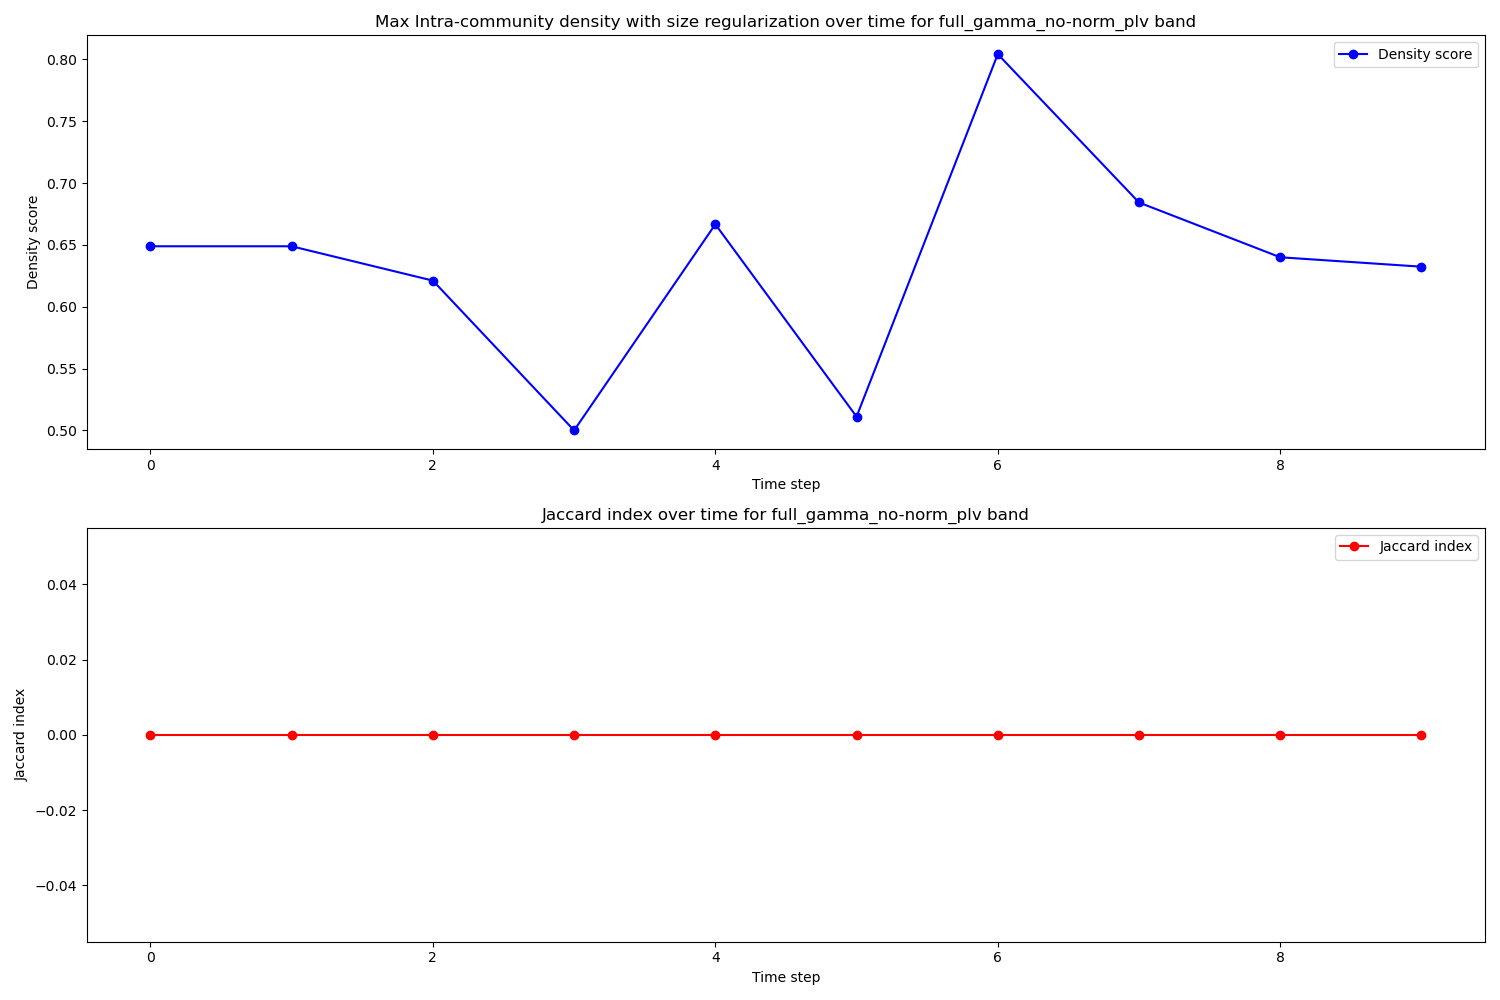 Max Intra-community density with size regularization over time for full_gamma_no-norm_plv band
Density score
0.80
0.75
0.70
0.65
0.60
0.55
0.50
Density score
0 2 4 6 8
Time step
Jaccard index over time for full_gamma_no-norm_plv band
Jaccard index
0.04
0.02
0.00
−0.02
−0.04
Jaccard index
0 2 4 6 8
Time step